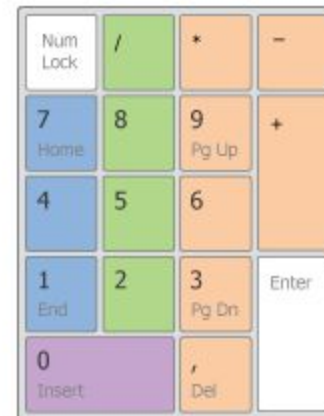 Num
Lock
/
*
-
7
Home
8
9
Pg Up
+
4
5
6
1
End
2
3
Pg Dn
Enter
0
Insert
,
Del